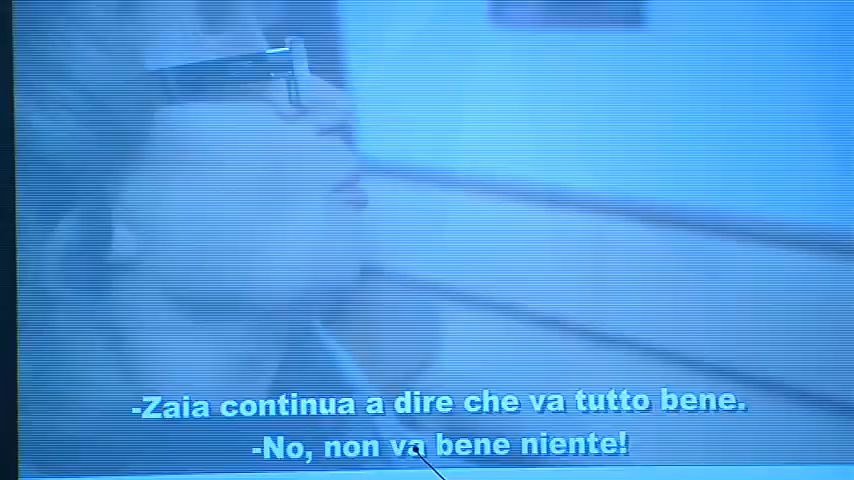 -Zaia continua a dire che va tutto bene.
-No, non va bene niente!